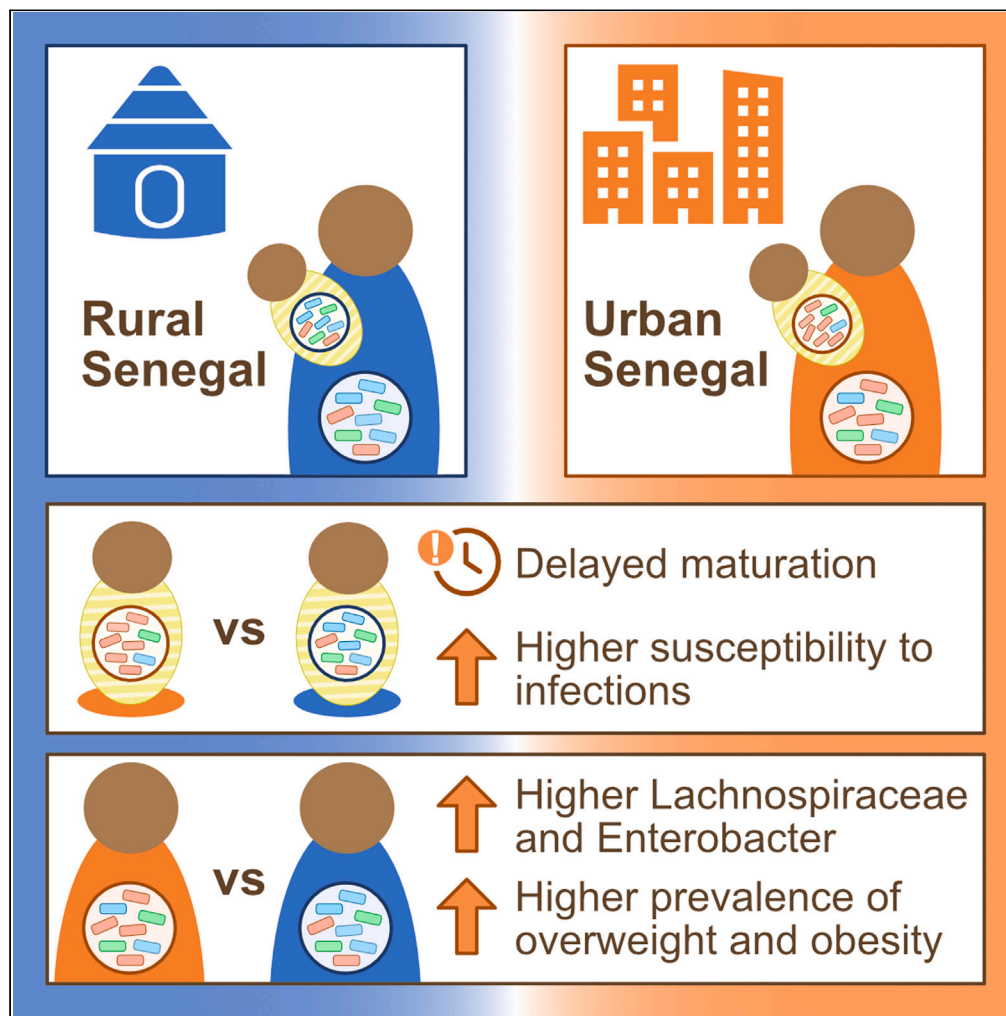 Rural
Senegal
Urban
Senegal
vs
! Delayed maturation
Higher susceptibility to
infections
vs
Higher Lachnospiraceae
and Enterobacter
Higher prevalence of
overweight and obesity